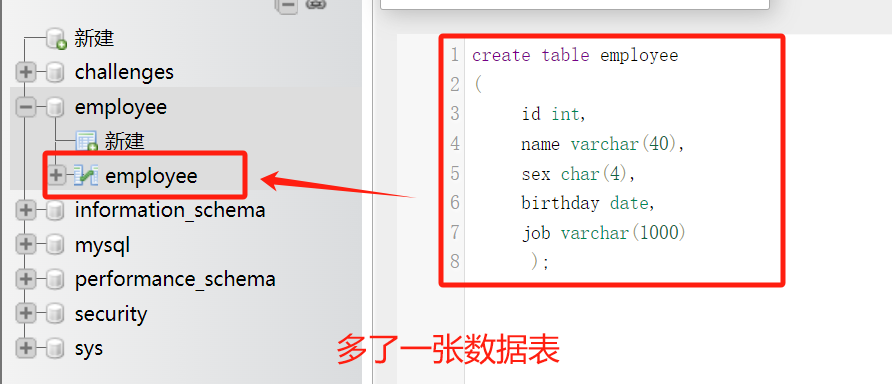 新建
challenges
employee
新建
employee
information_schema
mysql
performance_schema
security
sys
1 create table employee
2 (
3 id int,
4 name varchar(40),
5 sex char(4),
6 birthday date,
7 job varchar(1000)
8 );
多了一张数据表